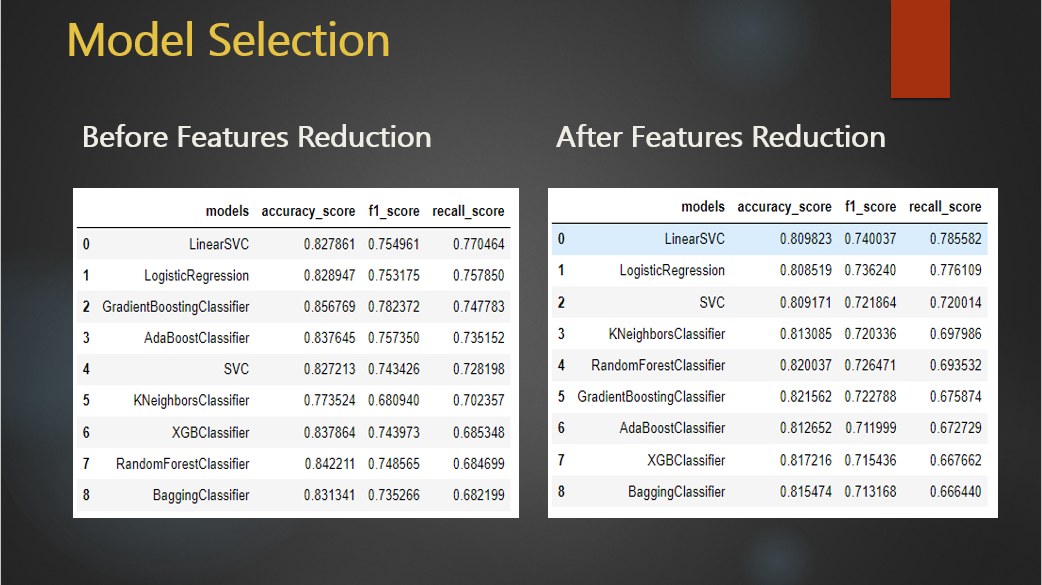 Model Selection
Before Features Reduction
models accuracy_score f1_score recall_score
0 LinearSVC 0.827861 0.754961 0.770464
1 LogisticRegression 0.828947 0.753175 0.757850
2 GradientBoostingClassifier 0.856769 0.782372 0.747783
3 AdaBoostClassifier 0.837645 0.757350 0.735152
4 SVC 0.827213 0.743426 0.728198
5 KNeighborsClassifier 0.773524 0.680940 0.702357
6 XGBClassifier 0.837864 0.743973 0.685348
7 RandomForestClassifier 0.842211 0.748565 0.684699
8 BaggingClassifier 0.831341 0.735266 0.682199
After Features Reduction
models accuracy_score f1_score recall_score
0 LinearSVC 0.809823 0.740037 0.785582
1 LogisticRegression 0.808519 0.736240 0.776109
2 SVC 0.809171 0.721864 0.720014
3 KNeighborsClassifier 0.813085 0.720336 0.697986
4 RandomForestClassifier 0.820037 0.726471 0.693532
5 GradientBoostingClassifier 0.821562 0.722788 0.675874
6 AdaBoostClassifier 0.812652 0.711999 0.672729
7 XGBClassifier 0.817216 0.715436 0.667662
8 BaggingClassifier 0.815474 0.713168 0.666440